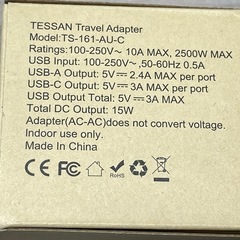 TESSAN Travel Adapter
Model:TS-161-AU-C
Ratings:100-250V～ 10A MAX, 2500W MAX
USB Input: 100-250V～,50-60Hz 0.5A
USB-A Output: 5V⎓2.4A MAX per port
USB-C Output: 5V⎓3A MAX per port
USB Output Total: 5V⎓3A MAX
Total DC Output: 15W
Adapter(AC-AC)does not convert voltage.
Indoor use only.
Made In China
CE FC RoHS